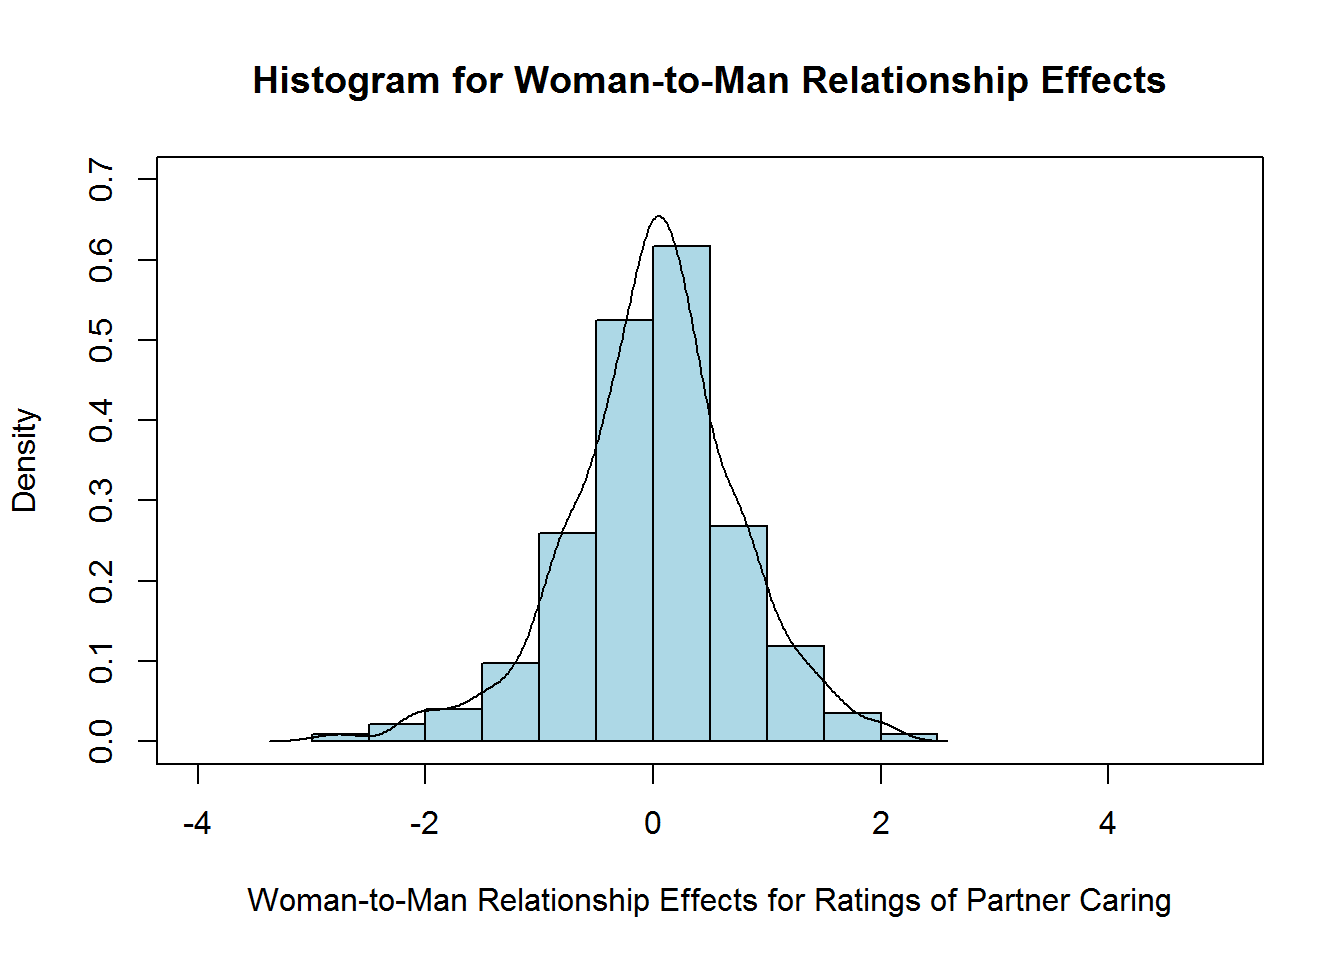 Histogram for Woman-to-Man Relationship Effects
Density
0.7
0.6
0.5
0.4
0.3
0.2
0.1
0.0
-4 -2 0 2 4
Woman-to-Man Relationship Effects for Ratings of Partner Caring